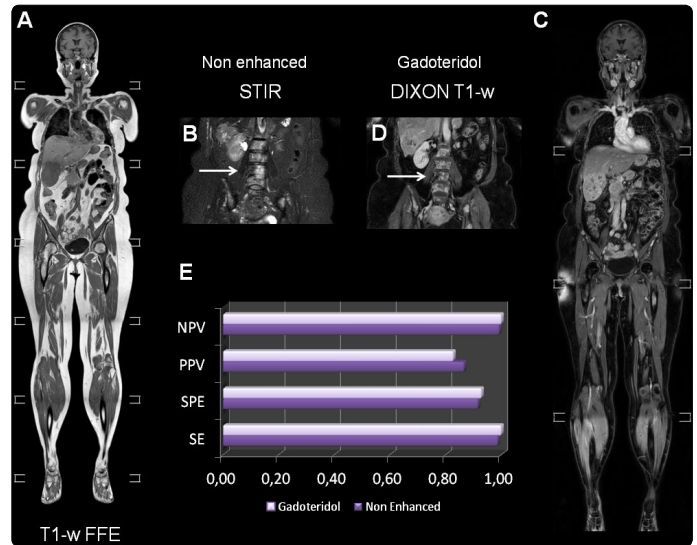 A
T1-w FFE
Non enhanced
STIR
B
Gadoteridol
DIXON T1-w
D
C
E
NPV
PPV
SPE
SE
0,00 0,20 0,40 0,60 0,80 1,00
Gadoteridol Non Enhanced